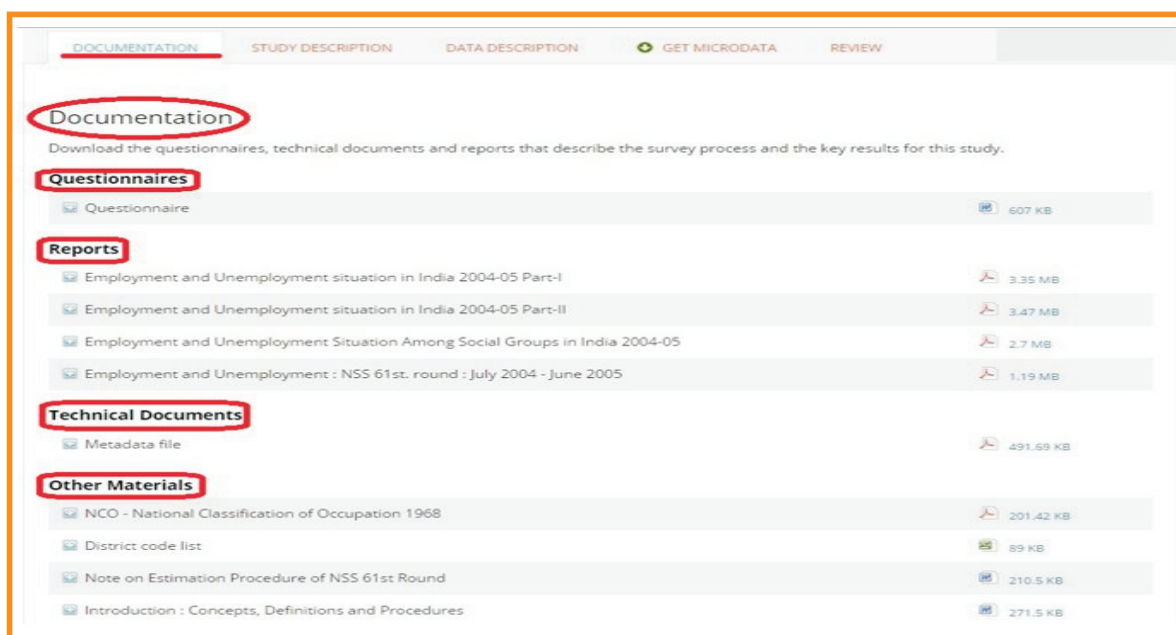 DOCUMENTATION STUDY DESCRIPTION DATA DESCRIPTION GET MICRODATA REVIEW
Documentation
Download the questionnaires, technical documents and reports that describe the survey process and the key results for this study.
Questionnaires
Questionnaire 607 KB
Reports
Employment and Unemployment situation in India 2004-05 Part-I 3.35 MB
Employment and Unemployment situation in India 2004-05 Part-II 3.47 MB
Employment and Unemployment Situation Among Social Groups in India 2004-05 2.7 MB
Employment and Unemployment : NSS 61st. round : July 2004 - June 2005 1.19 MB
Technical Documents
Metadata file 491.69 KB
Other Materials
NCO - National Classification of Occupation 1968 201.42 KB
District code list 89 KB
Note on Estimation Procedure of NSS 61st Round 210.5 KB
Introduction : Concepts, Definitions and Procedures 271.5 KB